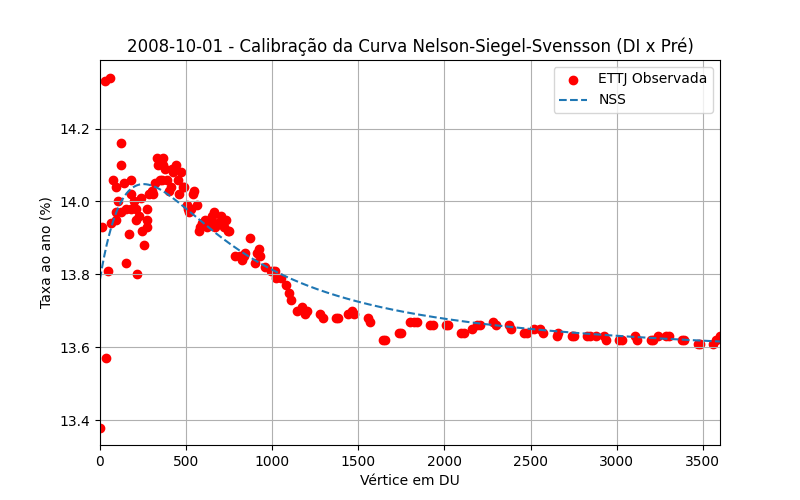 2008-10-01 - Calibração da Curva Nelson-Siegel-Svensson (DI x Pré)
ETTJ Observada
NSS
Taxa ao ano (%)
14.2
14.0
13.8
13.6
13.4
0 500 1000 1500 2000 2500 3000 3500
Vértice em DU